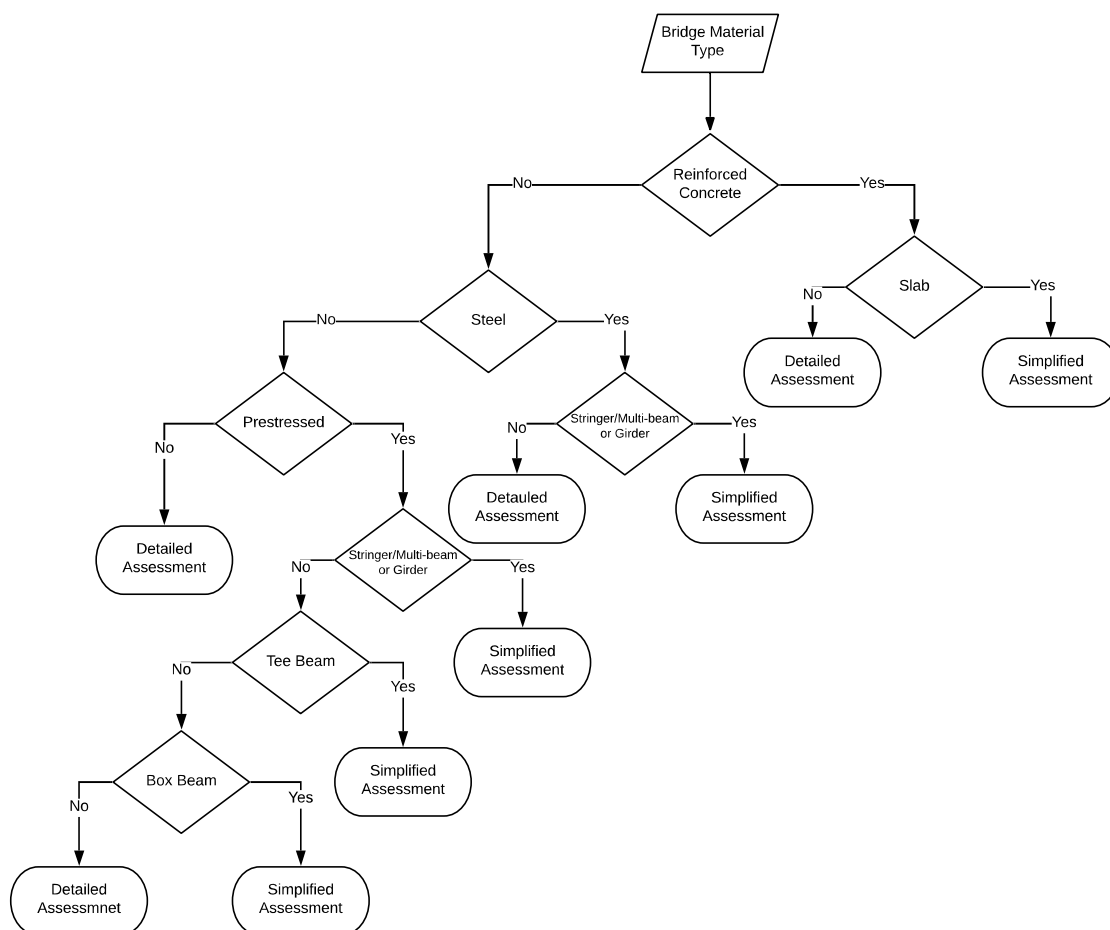 Bridge Material
Type
Reinforced
Concrete
No
Yes
Slab
No
Yes
Detailed
Assessment
Simplified
Assessment
Steel
No
Yes
Prestressed
No
Yes
Stringer/Multi-beam
or Girder
No
Yes
Detauled
Assessment
Simplified
Assessment
Detailed
Assessment
Stringer/Multi-beam
or Girder
No
Yes
Simplified
Assessment
Tee Beam
No
Yes
Simplified
Assessment
Box Beam
No
Yes
Detailed
Assessmnet
Simplified
Assessment